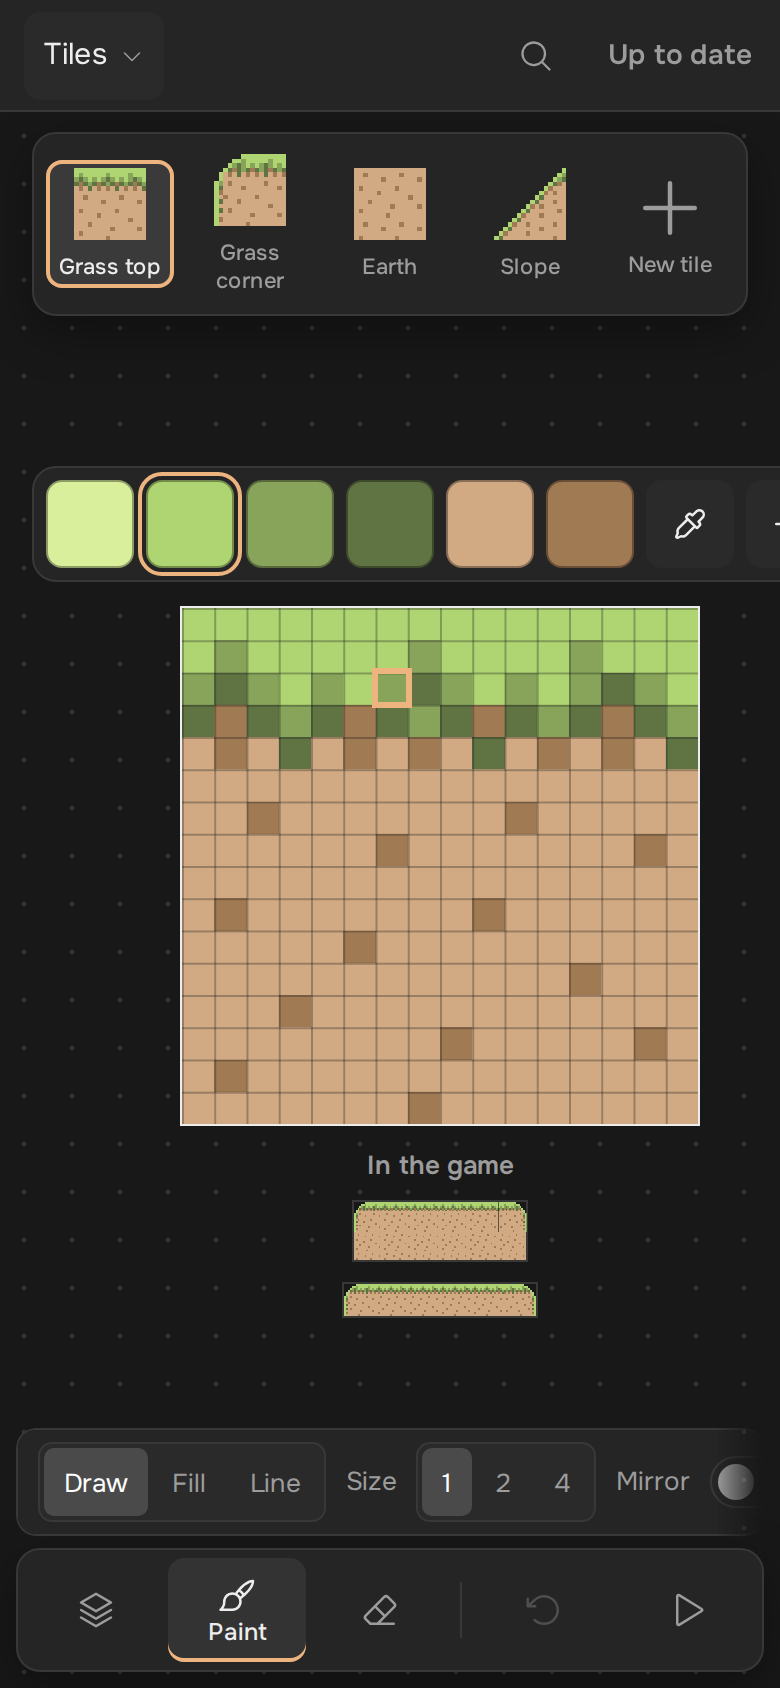 Tiles
Up to date
Grass top
Grass
corner
Earth
Slope
New tile
In the game
Draw
Fill
Line
Size
1
2
4
Mirror
Paint